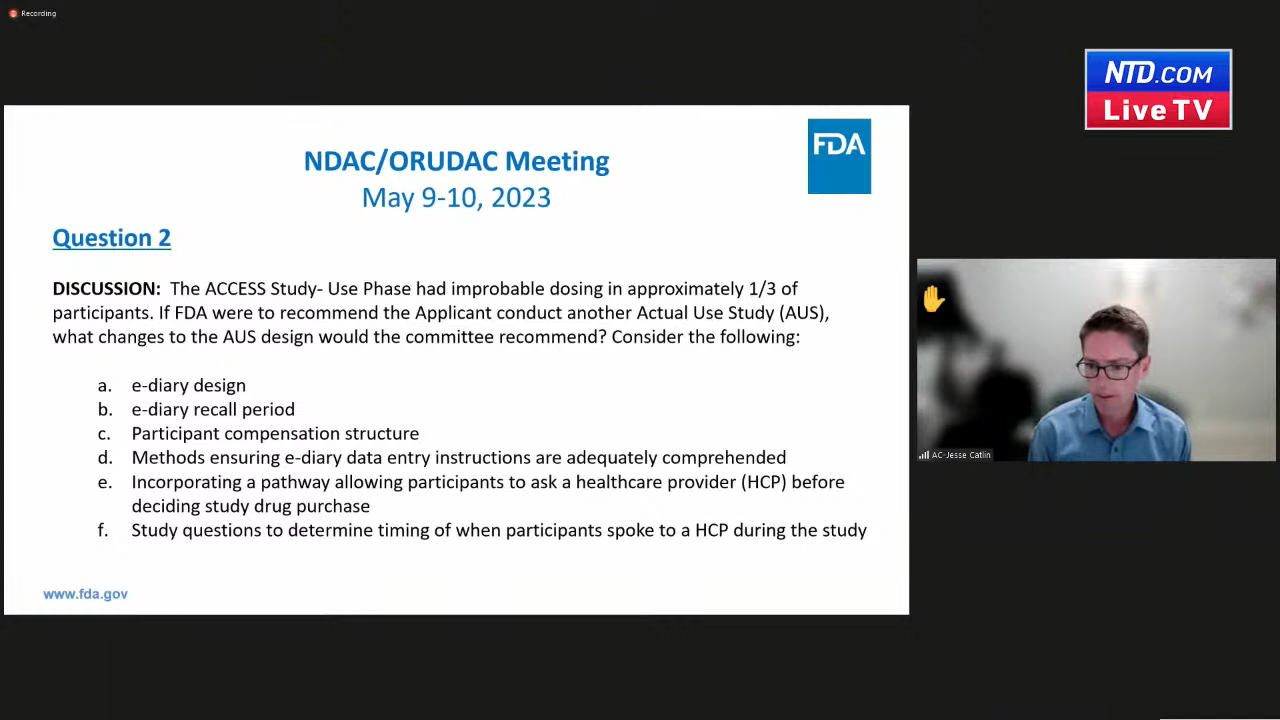 Recording
NTD.COM
Live TV
FDA
NDAC/ORUDAC Meeting
May 9-10, 2023
Question 2
DISCUSSION: The ACCESS Study- Use Phase had improbable dosing in approximately 1/3 of
participants. If FDA were to recommend the Applicant conduct another Actual Use Study (AUS),
what changes to the AUS design would the committee recommend? Consider the following:
a. e-diary design
b. e-diary recall period
c. Participant compensation structure
d. Methods ensuring e-diary data entry instructions are adequately comprehended
e. Incorporating a pathway allowing participants to ask a healthcare provider (HCP) before
deciding study drug purchase
f. Study questions to determine timing of when participants spoke to a HCP during the study
www.fda.gov
AC-Jesse Catlin